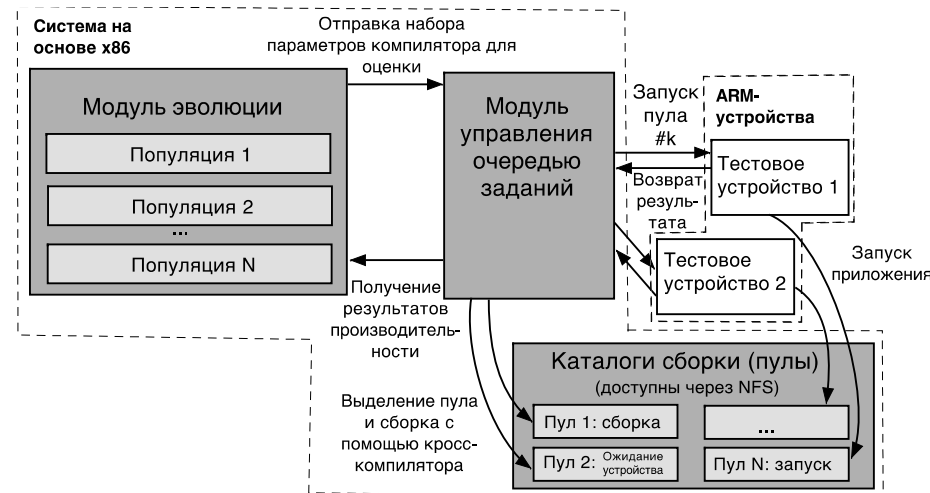 Система на
основе x86
Отправка набора
параметров компилятора для
оценки
Модуль эволюции
Популяция 1
Популяция 2
...
Популяция N
Модуль
управления
очередью
заданий
Запуск
пула
#k
ARM-
устройства
Тестовое
устройство 1
Возврат
резуль-
тата
Тестовое
устройство 2
Запуск
приложения
Получение
результатов
производитель-
ности
Выделение пула
и сборка с
помощью кросс-
компилятора
Каталоги сборки (пулы)
(доступны через NFS)
Пул 1: сборка
...
Пул 2: Ожидание
устройства
Пул N: запуск